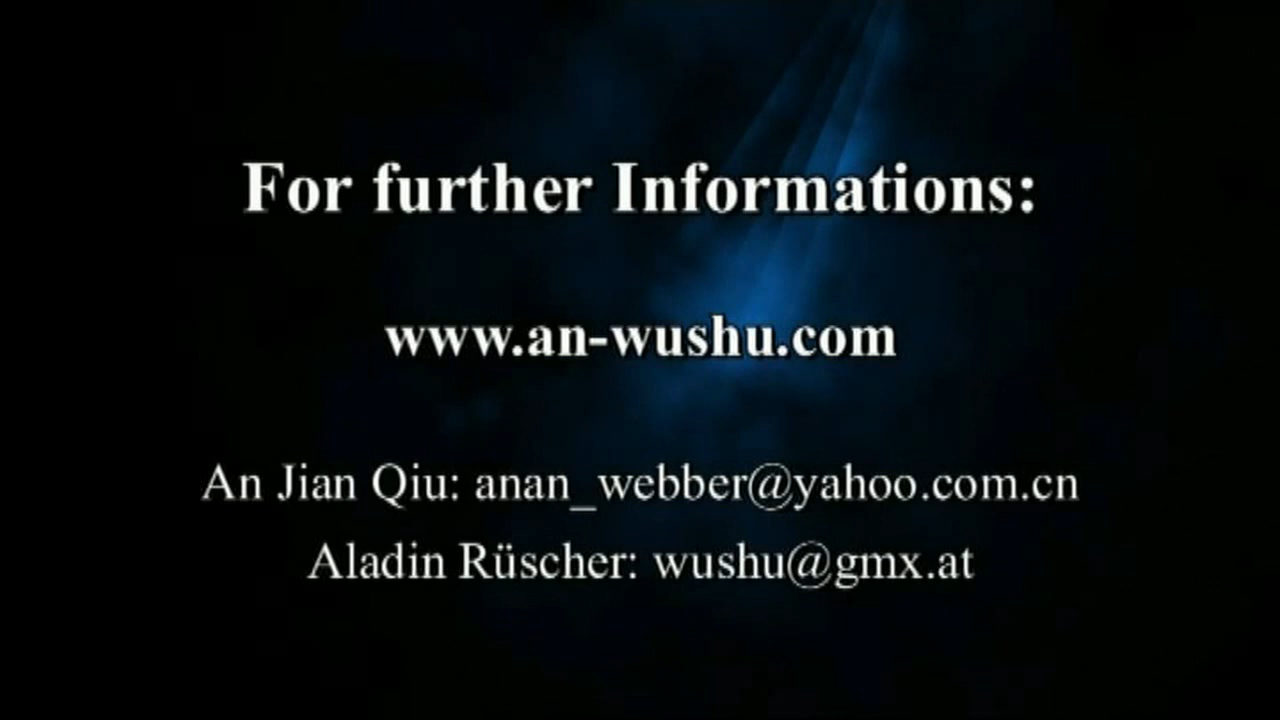 For further Informations:
www.an-wushu.com
An Jian Qiu: anan_webber@yahoo.com.cn
Aladin Rüscher: wushu@gmx.at